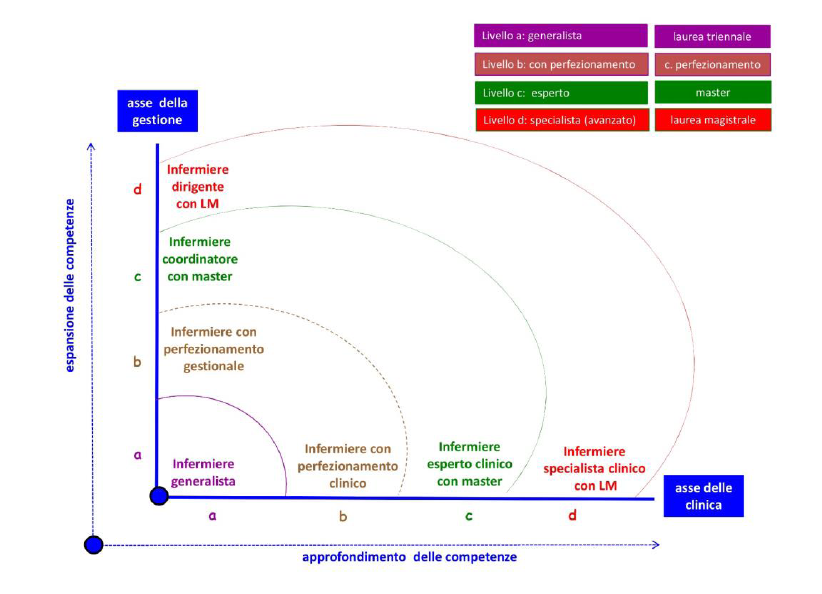 Livello a: generalista
laurea triennale
Livello b: con perfezionamento
c. perfezionamento
Livello c: esperto
master
Livello d: specialista (avanzato)
laurea magistrale
asse della
gestione
espansione delle competenze
d
Infermiere
dirigente
con LM
c
Infermiere
coordinatore
con master
b
Infermiere con
perfezionamento
gestionale
a
Infermiere
generalista
Infermiere con
perfezionamento
clinico
Infermiere
esperto clinico
con master
Infermiere
specialista clinico
con LM
asse delle
clinica
a
b
c
d
approfondimento delle competenze